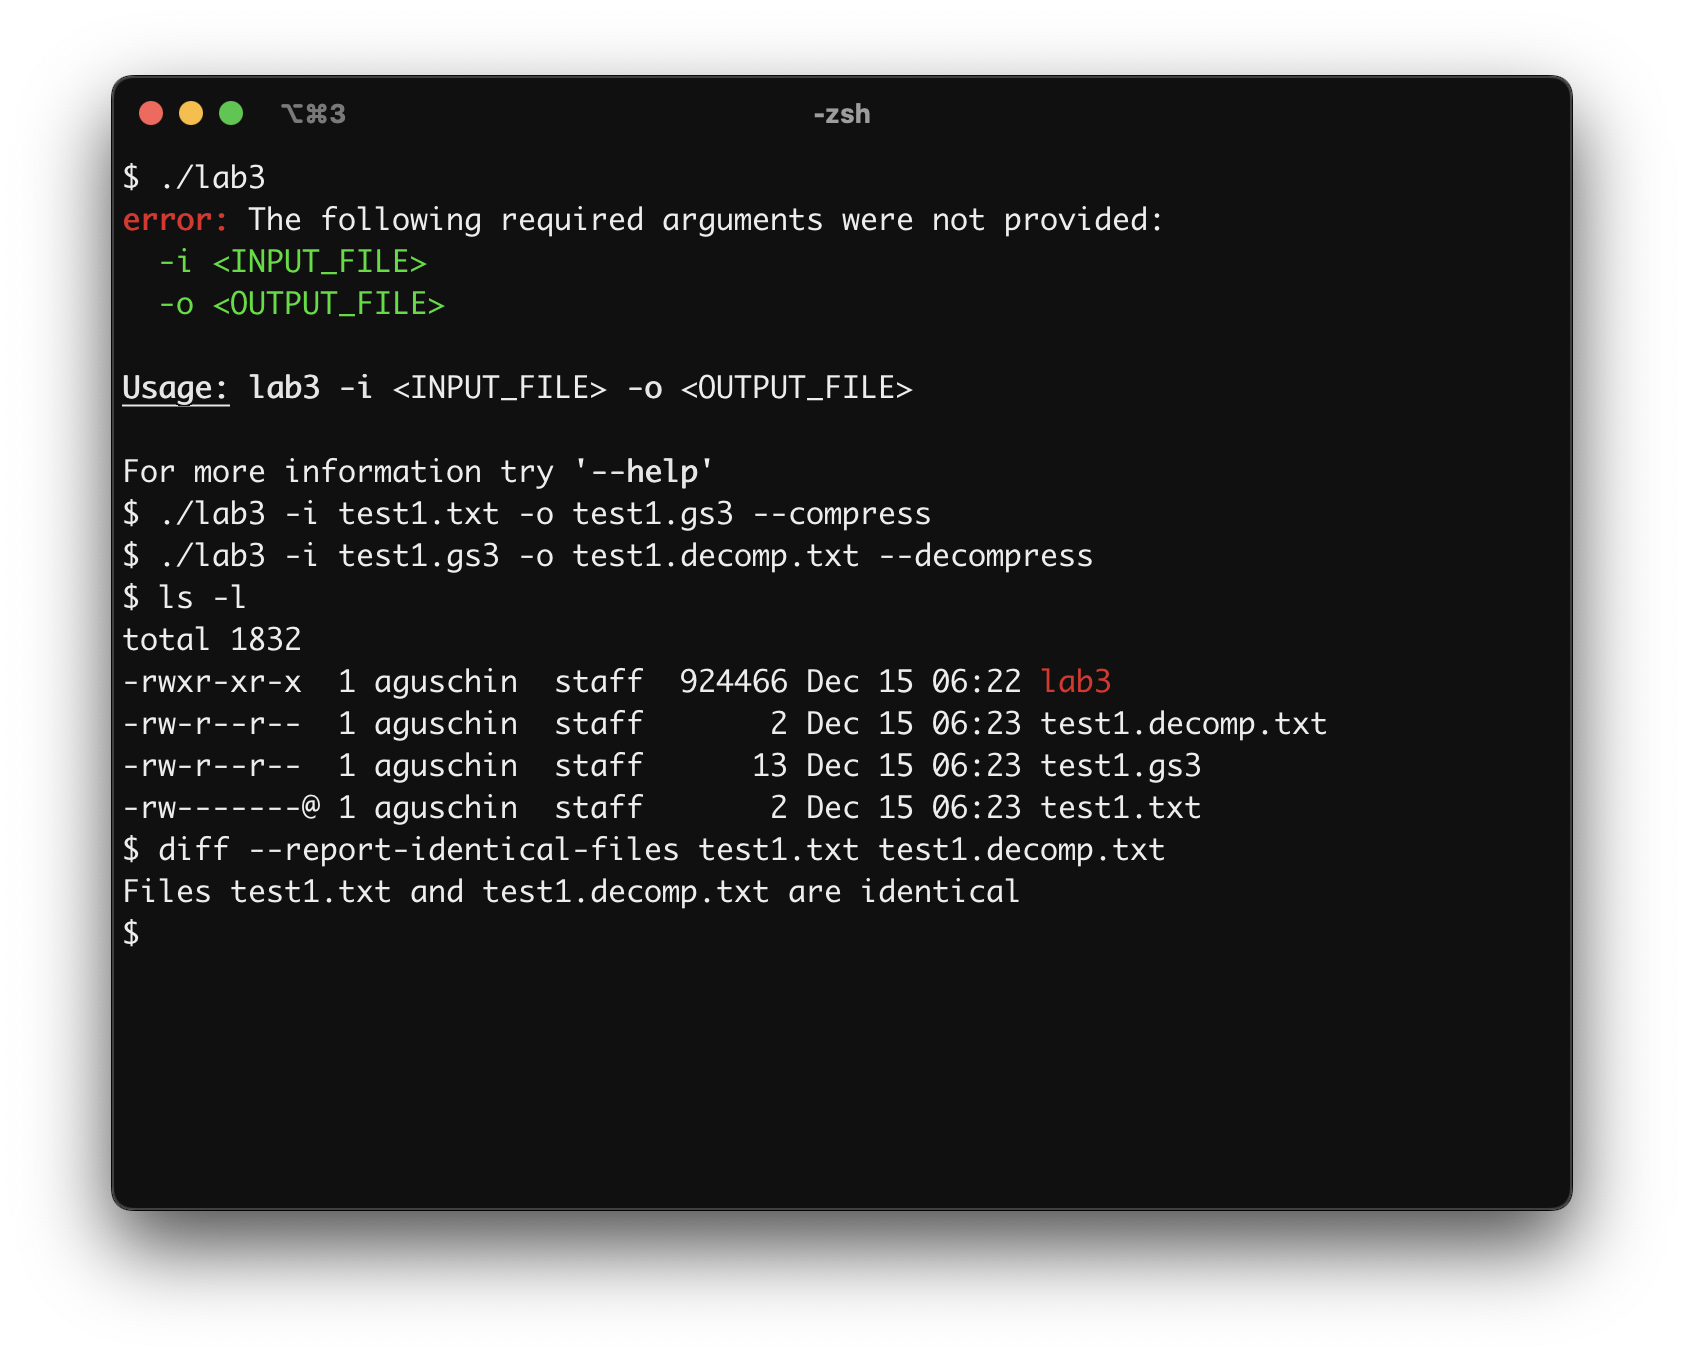 ⌥⌘3 -zsh
$ ./lab3
error: The following required arguments were not provided:
  -i <INPUT_FILE>
  -o <OUTPUT_FILE>

Usage: lab3 -i <INPUT_FILE> -o <OUTPUT_FILE>

For more information try '--help'
$ ./lab3 -i test1.txt -o test1.gs3 --compress
$ ./lab3 -i test1.gs3 -o test1.decomp.txt --decompress
$ ls -l
total 1832
-rwxr-xr-x  1 aguschin  staff  924466 Dec 15 06:22 lab3
-rw-r--r--  1 aguschin  staff       2 Dec 15 06:23 test1.decomp.txt
-rw-r--r--  1 aguschin  staff      13 Dec 15 06:23 test1.gs3
-rw-------@ 1 aguschin  staff       2 Dec 15 06:23 test1.txt
$ diff --report-identical-files test1.txt test1.decomp.txt
Files test1.txt and test1.decomp.txt are identical
$